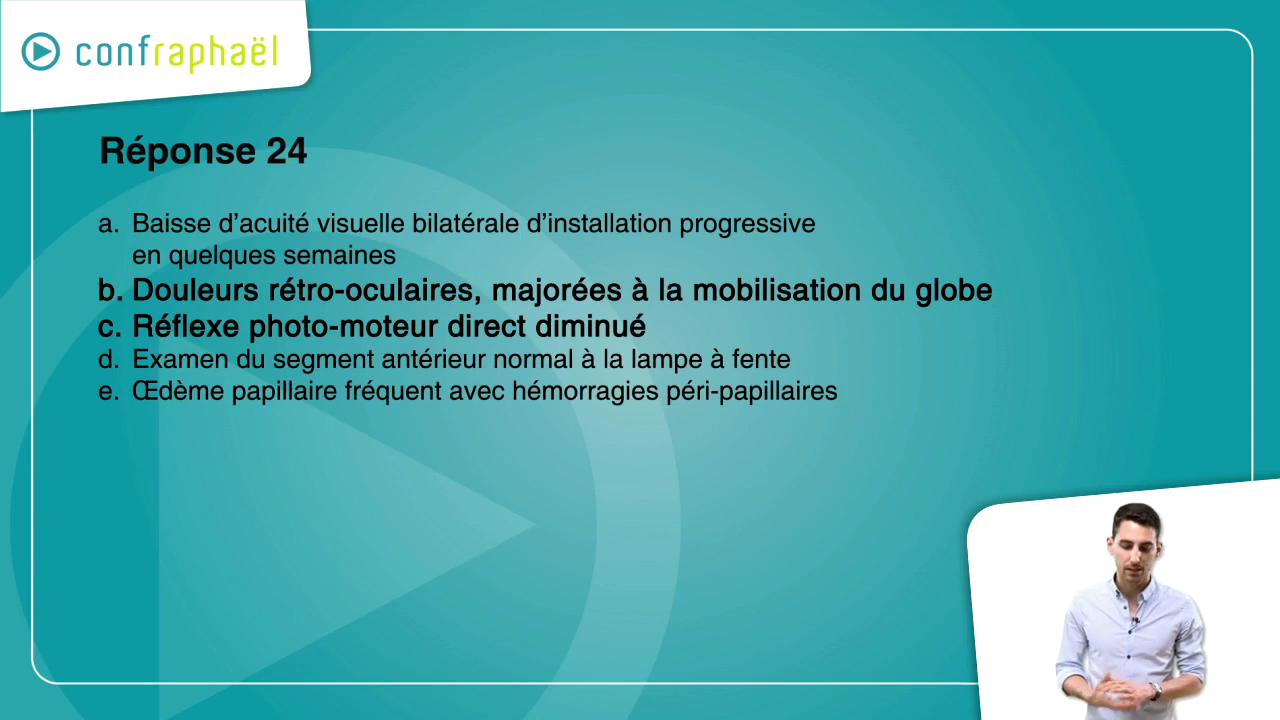 confraphaël
Réponse 24
a. Baisse d’acuité visuelle bilatérale d’installation progressive
en quelques semaines
b. Douleurs rétro-oculaires, majorées à la mobilisation du globe
c. Réflexe photo-moteur direct diminué
d. Examen du segment antérieur normal à la lampe à fente
e. Œdème papillaire fréquent avec hémorragies péri-papillaires